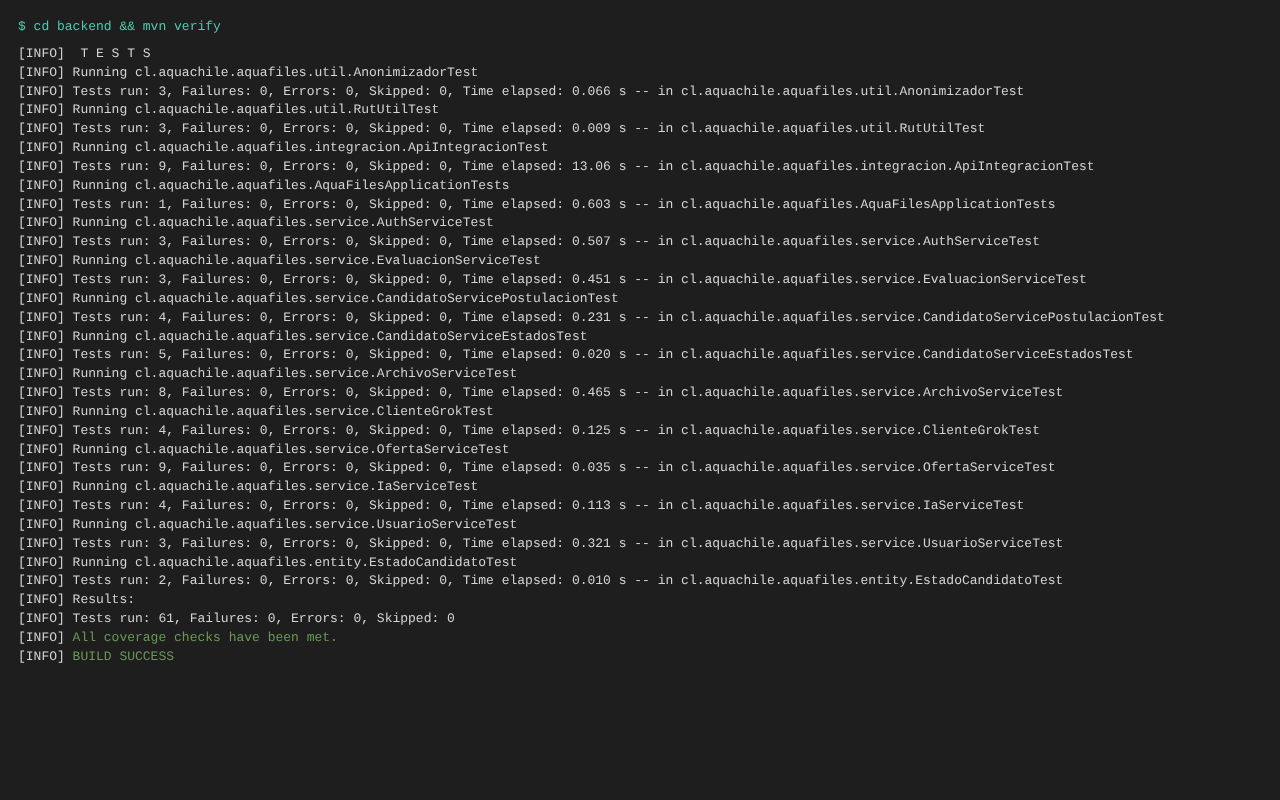 $ cd backend && mvn verify
[INFO]  T E S T S
[INFO] Running cl.aquachile.aquafiles.util.AnonimizadorTest
[INFO] Tests run: 3, Failures: 0, Errors: 0, Skipped: 0, Time elapsed: 0.066 s -- in cl.aquachile.aquafiles.util.AnonimizadorTest
[INFO] Running cl.aquachile.aquafiles.util.RutUtilTest
[INFO] Tests run: 3, Failures: 0, Errors: 0, Skipped: 0, Time elapsed: 0.009 s -- in cl.aquachile.aquafiles.util.RutUtilTest
[INFO] Running cl.aquachile.aquafiles.integracion.ApiIntegracionTest
[INFO] Tests run: 9, Failures: 0, Errors: 0, Skipped: 0, Time elapsed: 13.06 s -- in cl.aquachile.aquafiles.integracion.ApiIntegracionTest
[INFO] Running cl.aquachile.aquafiles.AquaFilesApplicationTests
[INFO] Tests run: 1, Failures: 0, Errors: 0, Skipped: 0, Time elapsed: 0.603 s -- in cl.aquachile.aquafiles.AquaFilesApplicationTests
[INFO] Running cl.aquachile.aquafiles.service.AuthServiceTest
[INFO] Tests run: 3, Failures: 0, Errors: 0, Skipped: 0, Time elapsed: 0.507 s -- in cl.aquachile.aquafiles.service.AuthServiceTest
[INFO] Running cl.aquachile.aquafiles.service.EvaluacionServiceTest
[INFO] Tests run: 3, Failures: 0, Errors: 0, Skipped: 0, Time elapsed: 0.451 s -- in cl.aquachile.aquafiles.service.EvaluacionServiceTest
[INFO] Running cl.aquachile.aquafiles.service.CandidatoServicePostulacionTest
[INFO] Tests run: 4, Failures: 0, Errors: 0, Skipped: 0, Time elapsed: 0.231 s -- in cl.aquachile.aquafiles.service.CandidatoServicePostulacionTest
[INFO] Running cl.aquachile.aquafiles.service.CandidatoServiceEstadosTest
[INFO] Tests run: 5, Failures: 0, Errors: 0, Skipped: 0, Time elapsed: 0.020 s -- in cl.aquachile.aquafiles.service.CandidatoServiceEstadosTest
[INFO] Running cl.aquachile.aquafiles.service.ArchivoServiceTest
[INFO] Tests run: 8, Failures: 0, Errors: 0, Skipped: 0, Time elapsed: 0.465 s -- in cl.aquachile.aquafiles.service.ArchivoServiceTest
[INFO] Running cl.aquachile.aquafiles.service.ClienteGrokTest
[INFO] Tests run: 4, Failures: 0, Errors: 0, Skipped: 0, Time elapsed: 0.125 s -- in cl.aquachile.aquafiles.service.ClienteGrokTest
[INFO] Running cl.aquachile.aquafiles.service.OfertaServiceTest
[INFO] Tests run: 9, Failures: 0, Errors: 0, Skipped: 0, Time elapsed: 0.035 s -- in cl.aquachile.aquafiles.service.OfertaServiceTest
[INFO] Running cl.aquachile.aquafiles.service.IaServiceTest
[INFO] Tests run: 4, Failures: 0, Errors: 0, Skipped: 0, Time elapsed: 0.113 s -- in cl.aquachile.aquafiles.service.IaServiceTest
[INFO] Running cl.aquachile.aquafiles.service.UsuarioServiceTest
[INFO] Tests run: 3, Failures: 0, Errors: 0, Skipped: 0, Time elapsed: 0.321 s -- in cl.aquachile.aquafiles.service.UsuarioServiceTest
[INFO] Running cl.aquachile.aquafiles.entity.EstadoCandidatoTest
[INFO] Tests run: 2, Failures: 0, Errors: 0, Skipped: 0, Time elapsed: 0.010 s -- in cl.aquachile.aquafiles.entity.EstadoCandidatoTest
[INFO] Results:
[INFO] Tests run: 61, Failures: 0, Errors: 0, Skipped: 0
[INFO] All coverage checks have been met.
[INFO] BUILD SUCCESS